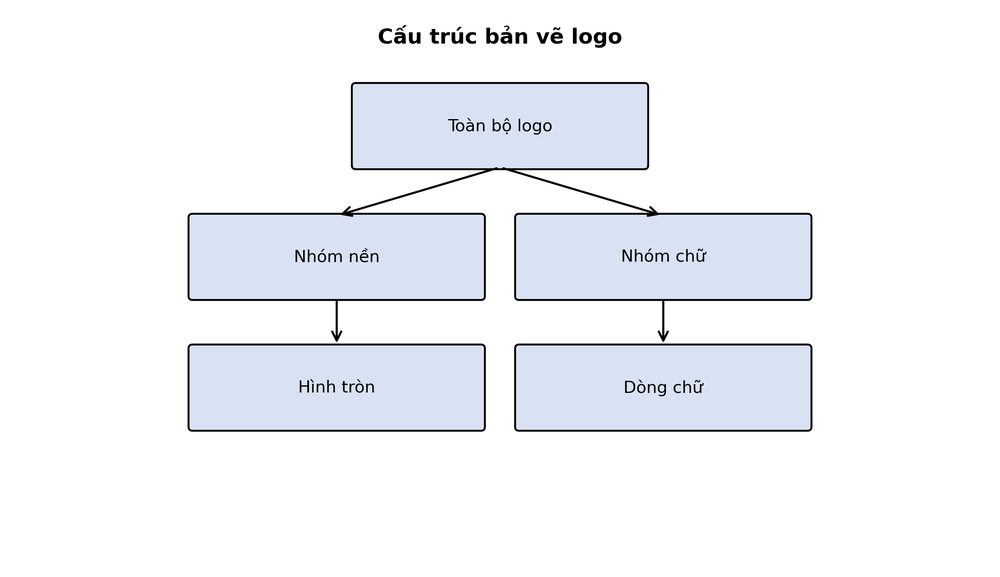 Cấu trúc bản vẽ logo
Toàn bộ logo
Nhóm nền
Nhóm chữ
Hình tròn
Dòng chữ